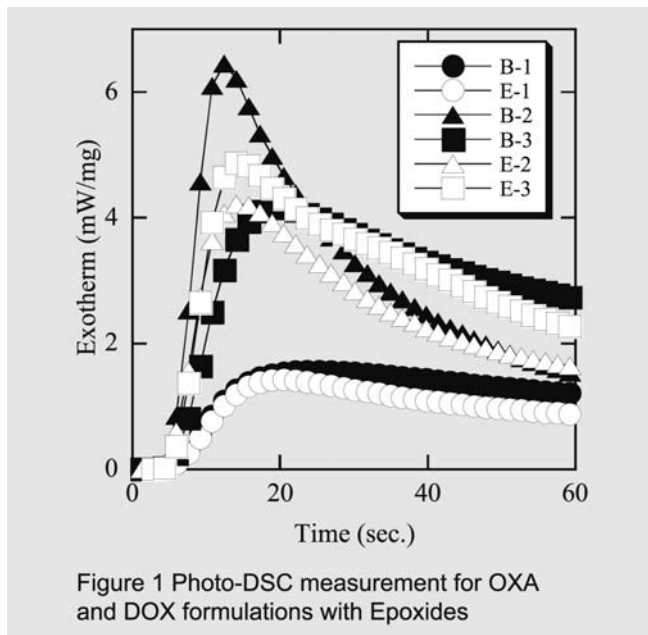 6
4
2
0
Exotherm (mW/mg)
B-1
E-1
B-2
B-3
E-2
E-3
0 20 40 60
Time (sec.)
Figure 1 Photo-DSC measurement for OXA
and DOX formulations with Epoxides